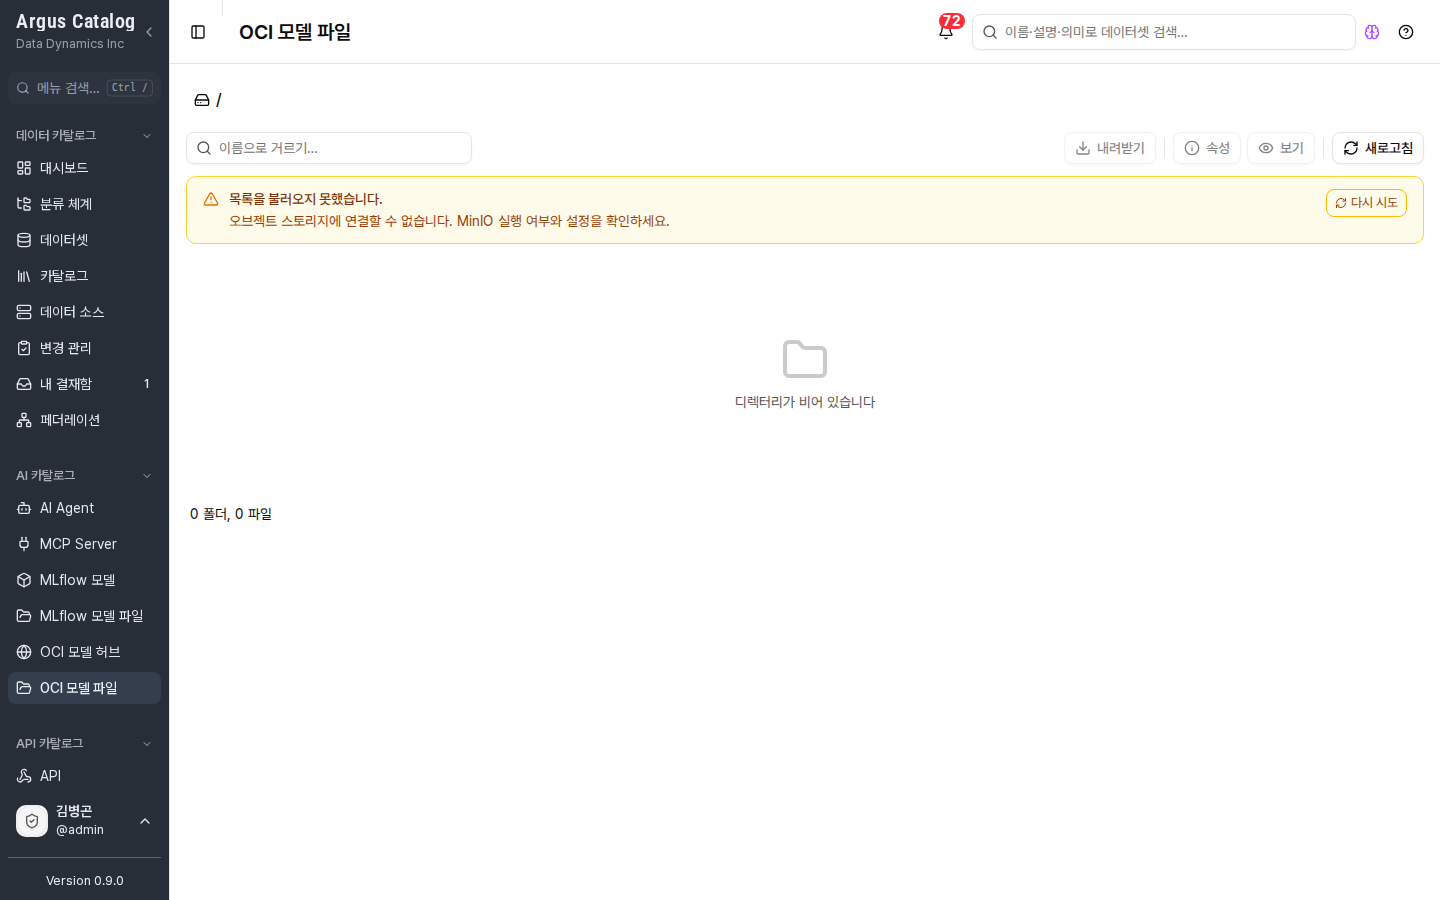 Argus Catalog
Data Dynamics Inc
메뉴 검색... Ctrl /
데이터 카탈로그
대시보드
분류 체계
데이터셋
카탈로그
데이터 소스
변경 관리
내 결재함 1
페더레이션
AI 카탈로그
AI Agent
MCP Server
MLflow 모델
MLflow 모델 파일
OCI 모델 허브
OCI 모델 파일
API 카탈로그
API
김병곤
@admin
Version 0.9.0
OCI 모델 파일
72
이름·설명·의미로 데이터셋 검색...
/
이름으로 거르기...
내려받기
속성
보기
새로고침
목록을 불러오지 못했습니다.
오브젝트 스토리지에 연결할 수 없습니다. MinIO 실행 여부와 설정을 확인하세요.
다시 시도
디렉터리가 비어 있습니다
0 폴더, 0 파일